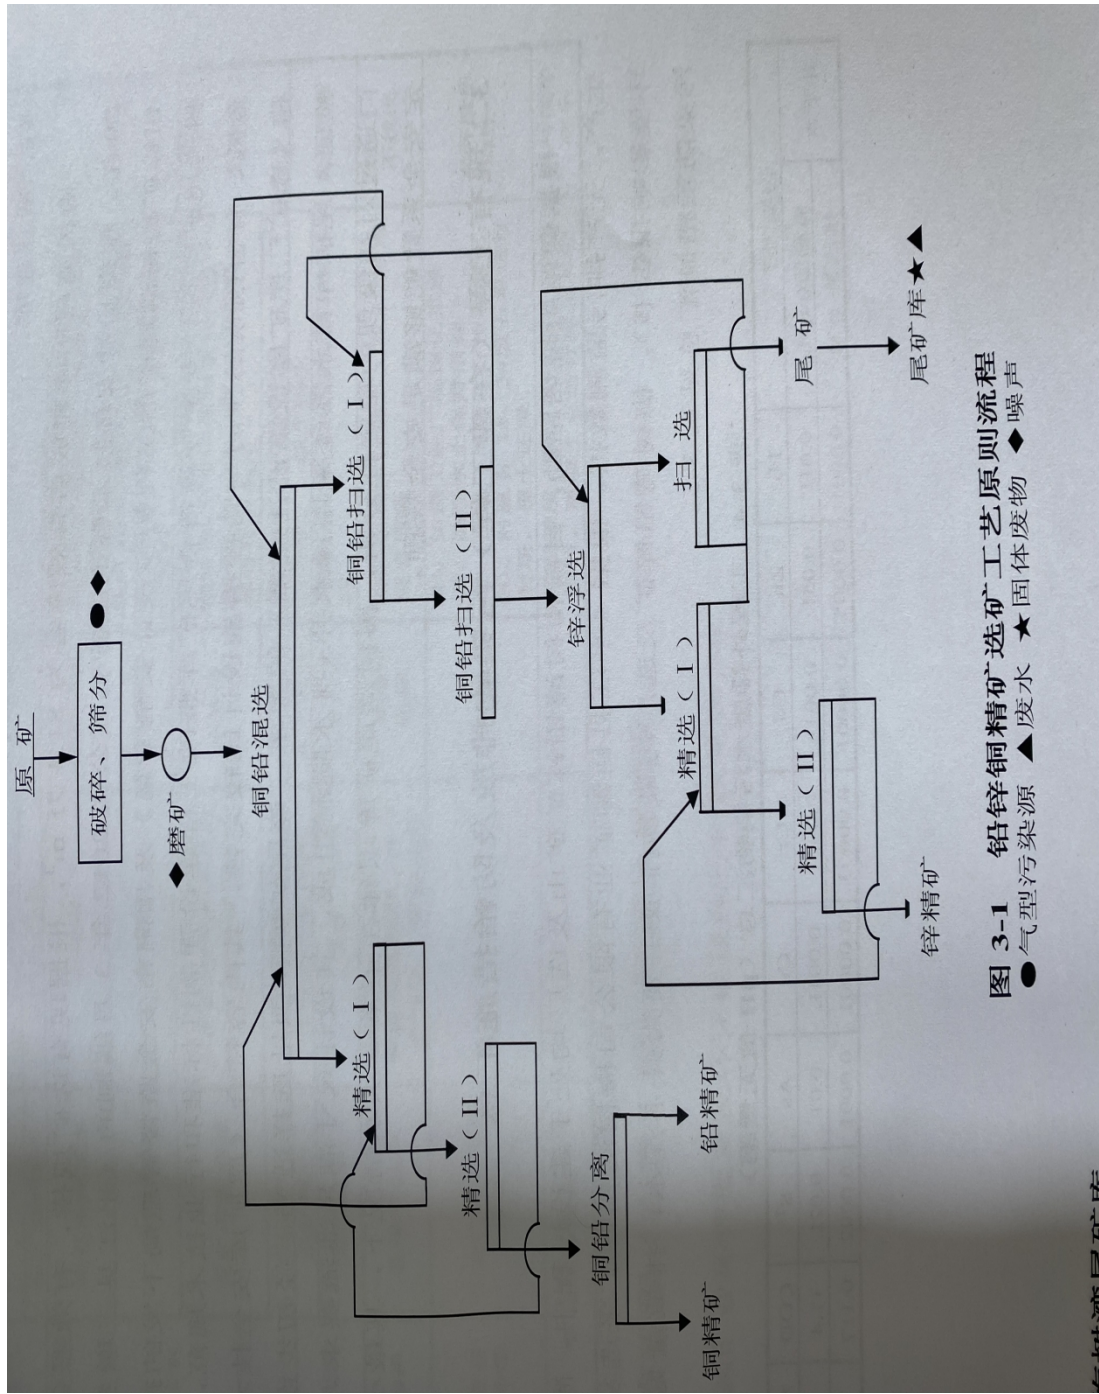 原 矿
破碎、筛分 ●◆
◆磨矿
铜铅混选
精选（I）
铜铅扫选（I）
精选（II）
铜铅扫选（II）
铜铅分离
锌浮选
铜精矿
铅精矿
精选（I）
扫 选
精选（II）
尾 矿
锌精矿
尾矿库★▲
图 3-1 铅锌铜精矿选矿工艺原则流程
●气型污染源 ▲废水 ★固体废物 ◆噪声